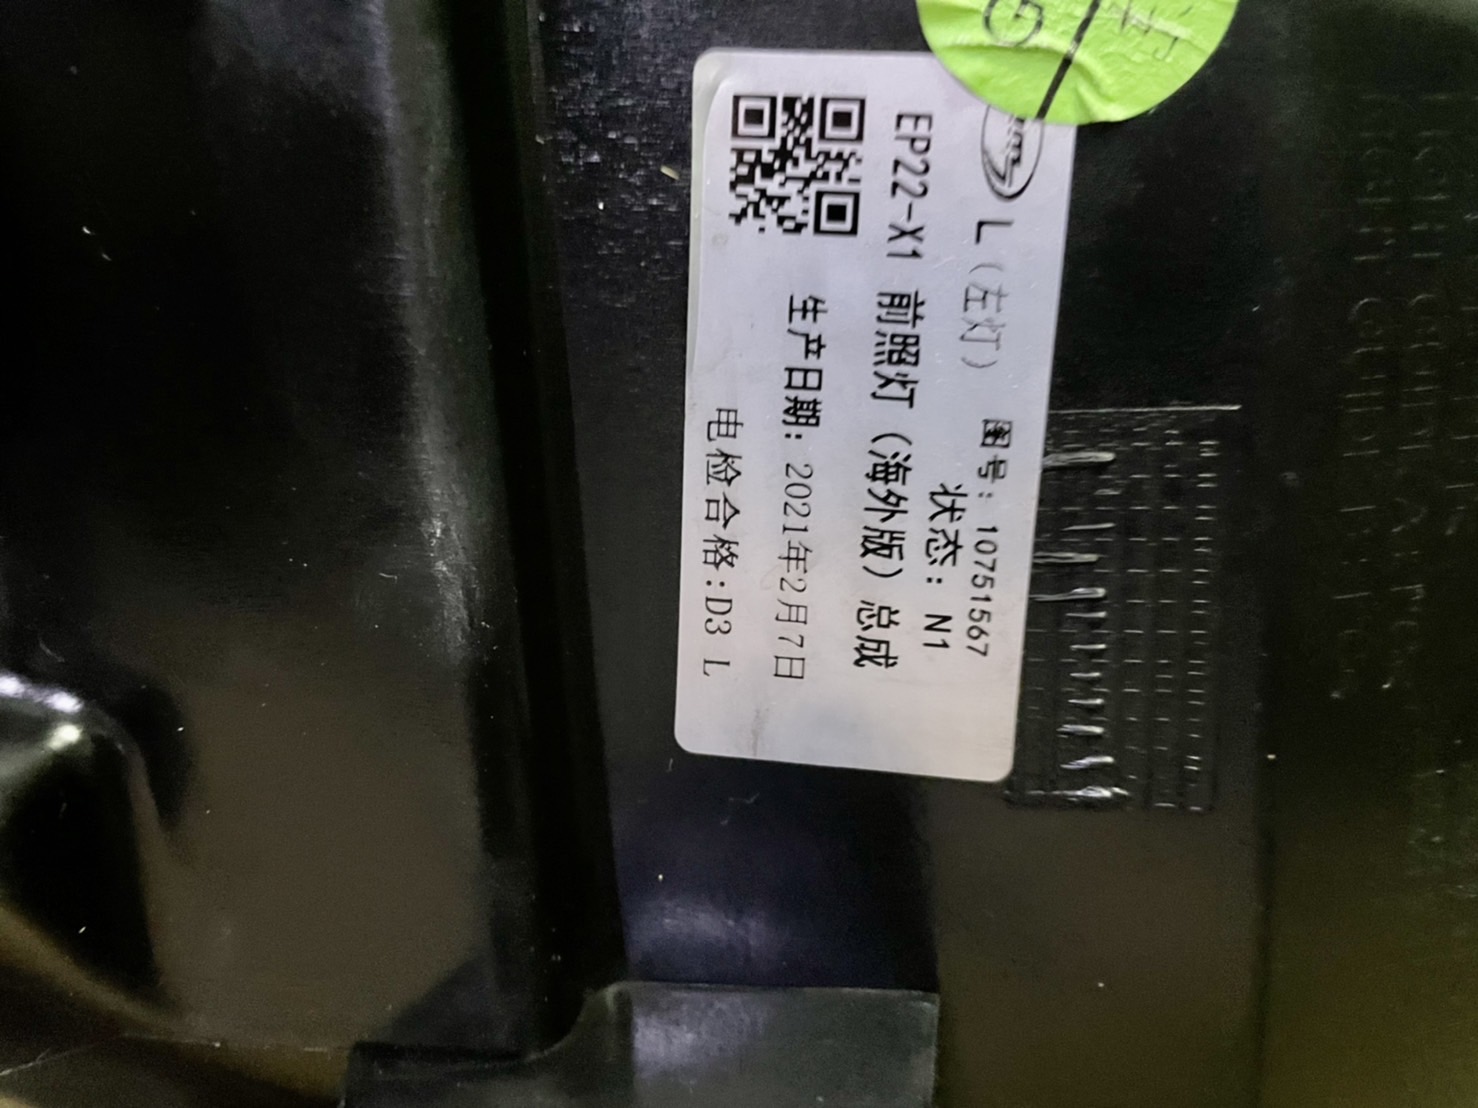 L（左灯） 图号：10751567
状态：N1
EP22-X1 前照灯（海外版）总成
生产日期：2021年2月7日
电检合格：D3 L